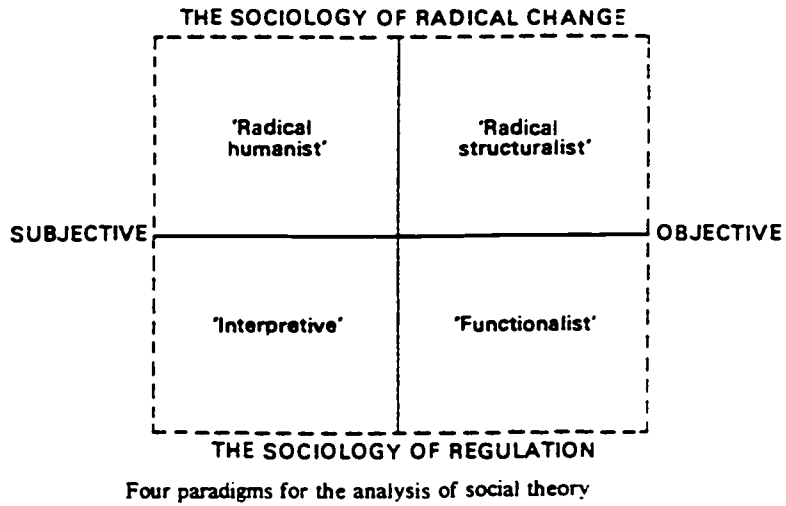 THE SOCIOLOGY OF RADICAL CHANGE
'Radical
humanist'
'Radical
structuralist'
SUBJECTIVE
OBJECTIVE
'Interpretive'
'Functionalist'
THE SOCIOLOGY OF REGULATION
Four paradigms for the analysis of social theory